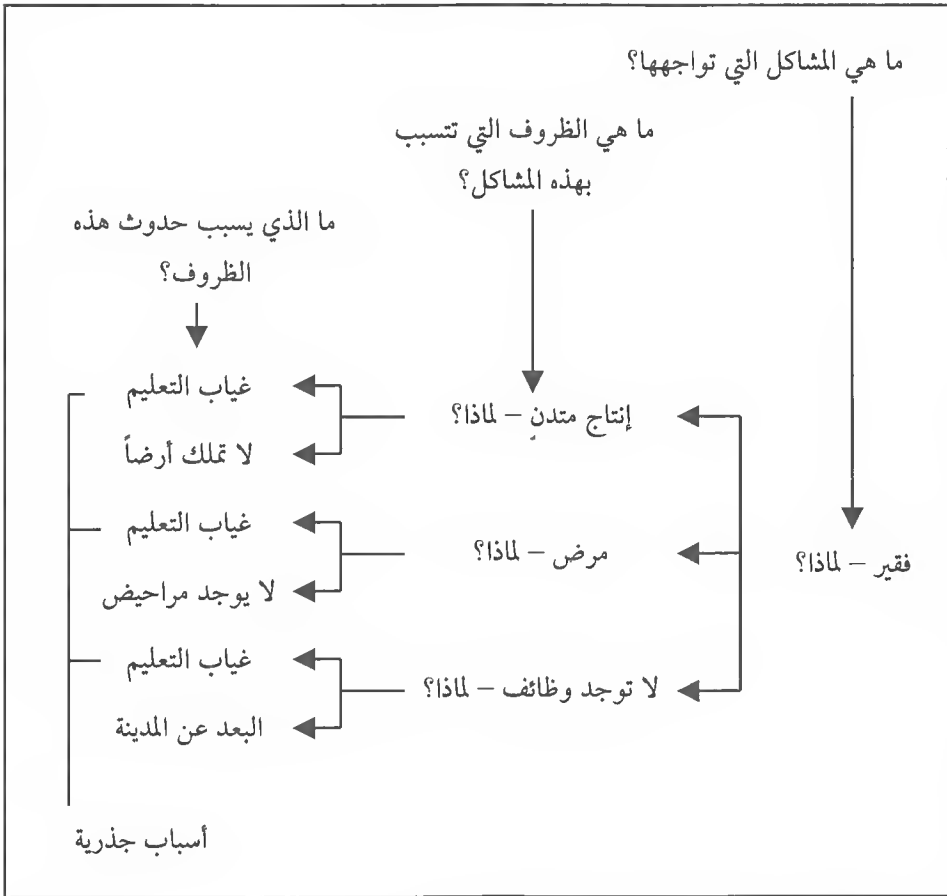 ما هي المشاكل التي تواجهها؟
ما هي الظروف التي تتسبب
بهذه المشاكل؟
ما الذي يسبب حدوث هذه
الظروف؟
فقير – لماذا؟
إنتاج متدنٍ – لماذا؟
غياب التعليم
لا تملك أرضاً
مرض – لماذا؟
غياب التعليم
لا يوجد مراحيض
لا توجد وظائف – لماذا؟
غياب التعليم
البعد عن المدينة
أسباب جذرية